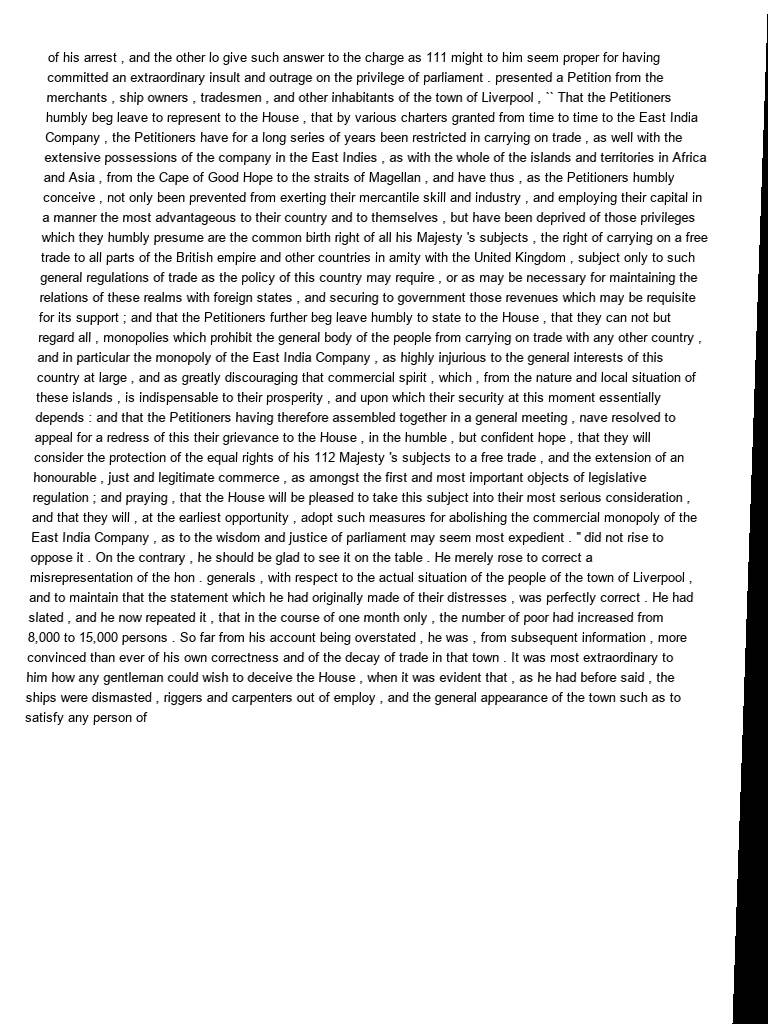 of his arrest , and the other lo give such answer to the charge as 111 might to him seem proper for having
committed an extraordinary insult and outrage on the privilege of parliament . presented a Petition from the
merchants , ship owners , tradesmen , and other inhabitants of the town of Liverpool , `` That the Petitioners
humbly beg leave to represent to the House , that by various charters granted from time to time to the East India
Company , the Petitioners have for a long series of years been restricted in carrying on trade , as well with the
extensive possessions of the company in the East Indies , as with the whole of the islands and territories in Africa
and Asia , from the Cape of Good Hope to the straits of Magellan , and have thus , as the Petitioners humbly
conceive , not only been prevented from exerting their mercantile skill and industry , and employing their capital in
a manner the most advantageous to their country and to themselves , but have been deprived of those privileges
which they humbly presume are the common birth right of all his Majesty 's subjects , the right of carrying on a free
trade to all parts of the British empire and other countries in amity with the United Kingdom , subject only to such
general regulations of trade as the policy of this country may require , or as may be necessary for maintaining the
relations of these realms with foreign states , and securing to government those revenues which may be requisite
for its support ; and that the Petitioners further beg leave humbly to state to the House , that they can not but
regard all , monopolies which prohibit the general body of the people from carrying on trade with any other country ,
and in particular the monopoly of the East India Company , as highly injurious to the general interests of this
country at large , and as greatly discouraging that commercial spirit , which , from the nature and local situation of
these islands , is indispensable to their prosperity , and upon which their security at this moment essentially
depends : and that the Petitioners having therefore assembled together in a general meeting , nave resolved to
appeal for a redress of this their grievance to the House , in the humble , but confident hope , that they will
consider the protection of the equal rights of his 112 Majesty 's subjects to a free trade , and the extension of an
honourable , just and legitimate commerce , as amongst the first and most important objects of legislative
regulation ; and praying , that the House will be pleased to take this subject into their most serious consideration ,
and that they will , at the earliest opportunity , adopt such measures for abolishing the commercial monopoly of the
East India Company , as to the wisdom and justice of parliament may seem most expedient . " did not rise to
oppose it . On the contrary , he should be glad to see it on the table . He merely rose to correct a
misrepresentation of the hon . generals , with respect to the actual situation of the people of the town of Liverpool ,
and to maintain that the statement which he had originally made of their distresses , was perfectly correct . He had
slated , and he now repeated it , that in the course of one month only , the number of poor had increased from
8,000 to 15,000 persons . So far from his account being overstated , he was , from subsequent information , more
convinced than ever of his own correctness and of the decay of trade in that town . It was most extraordinary to
him how any gentleman could wish to deceive the House , when it was evident that , as he had before said , the
ships were dismasted , riggers and carpenters out of employ , and the general appearance of the town such as to
satisfy any person of